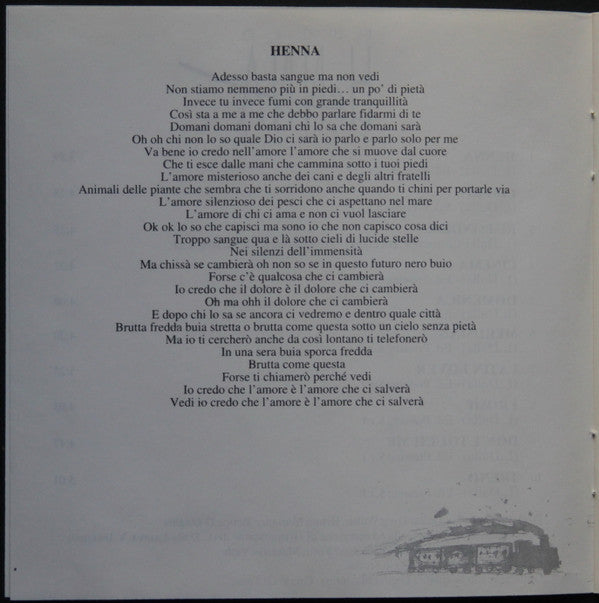 HENNA
Adesso basta sangue ma non vedi
Non stiamo nemmeno più in piedi... un po' di pietà
Invece tu invece fumi con grande tranquillità
Così sta a me a me che debbo parlare fidarmi di te
Domani domani domani chi lo sa che domani sarà
Oh oh chi non lo so quale Dio ci sarà io parlo e parlo solo per me
Va bene io credo nell'amore l'amore che si muove dal cuore
Che ti esce dalle mani che cammina sotto i tuoi piedi
L'amore misterioso anche dei cani e degli altri fratelli
Animali delle piante che sembra che ti sorridono anche quando ti chini per portarle via
L'amore silenzioso dei pesci che ci aspettano nel mare
L'amore di chi ci ama e non ci vuol lasciare
Ok ok lo so che capisci ma sono io che non capisco cosa dici
Troppo sangue qua e là sotto cieli di lucide stelle
Nei silenzi dell'immensità
Ma chissà se cambierà oh non so se in questo futuro nero buio
Forse c'è qualcosa che ci cambierà
Io credo che il dolore è il dolore che ci cambierà
Oh ma ohh il dolore che ci cambierà
E dopo chi lo sa se ancora ci vedremo e dentro quale città
Brutta fredda buia stretta o brutta come questa sotto un cielo senza pietà
Ma io ti cercherò anche da così lontano ti telefonerò
In una sera buia sporca fredda
Brutta come questa
Forse ti chiamerò perché vedi
Io credo che l'amore è l'amore che ci salverà
Vedi io credo che l'amore è l'amore che ci salverà